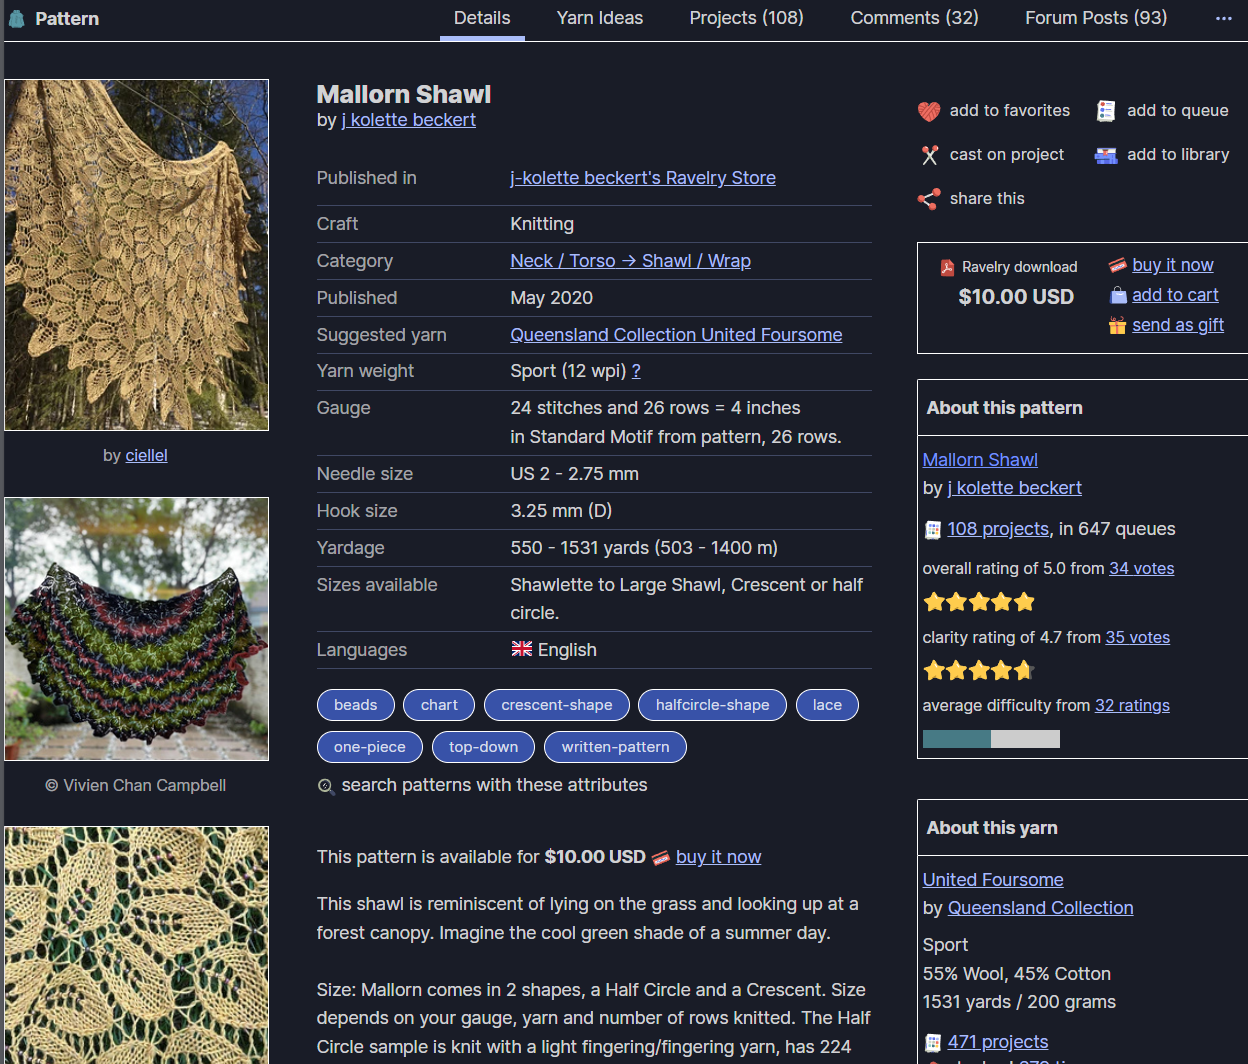 Pattern
Details
Yarn Ideas
Projects (108)
Comments (32)
Forum Posts (93)
by ciellel
© Vivien Chan Campbell
Mallorn Shawl
by j kolette beckert
Published in j-kolette beckert's Ravelry Store
Craft Knitting
Category Neck / Torso → Shawl / Wrap
Published May 2020
Suggested yarn Queensland Collection United Foursome
Yarn weight Sport (12 wpi) ?
Gauge 24 stitches and 26 rows = 4 inches
in Standard Motif from pattern, 26 rows.
Needle size US 2 - 2.75 mm
Hook size 3.25 mm (D)
Yardage 550 - 1531 yards (503 - 1400 m)
Sizes available Shawlette to Large Shawl, Crescent or half
circle.
Languages English
beads chart crescent-shape halfcircle-shape lace
one-piece top-down written-pattern
search patterns with these attributes
This pattern is available for $10.00 USD buy it now
This shawl is reminiscent of lying on the grass and looking up at a
forest canopy. Imagine the cool green shade of a summer day.
Size: Mallorn comes in 2 shapes, a Half Circle and a Crescent. Size
depends on your gauge, yarn and number of rows knitted. The Half
Circle sample is knit with a light fingering/fingering yarn, has 224
add to favorites add to queue
cast on project add to library
share this
Ravelry download
$10.00 USD
buy it now
add to cart
send as gift
About this pattern
Mallorn Shawl
by j kolette beckert
108 projects, in 647 queues
overall rating of 5.0 from 34 votes
clarity rating of 4.7 from 35 votes
average difficulty from 32 ratings
About this yarn
United Foursome
by Queensland Collection
Sport
55% Wool, 45% Cotton
1531 yards / 200 grams
471 projects